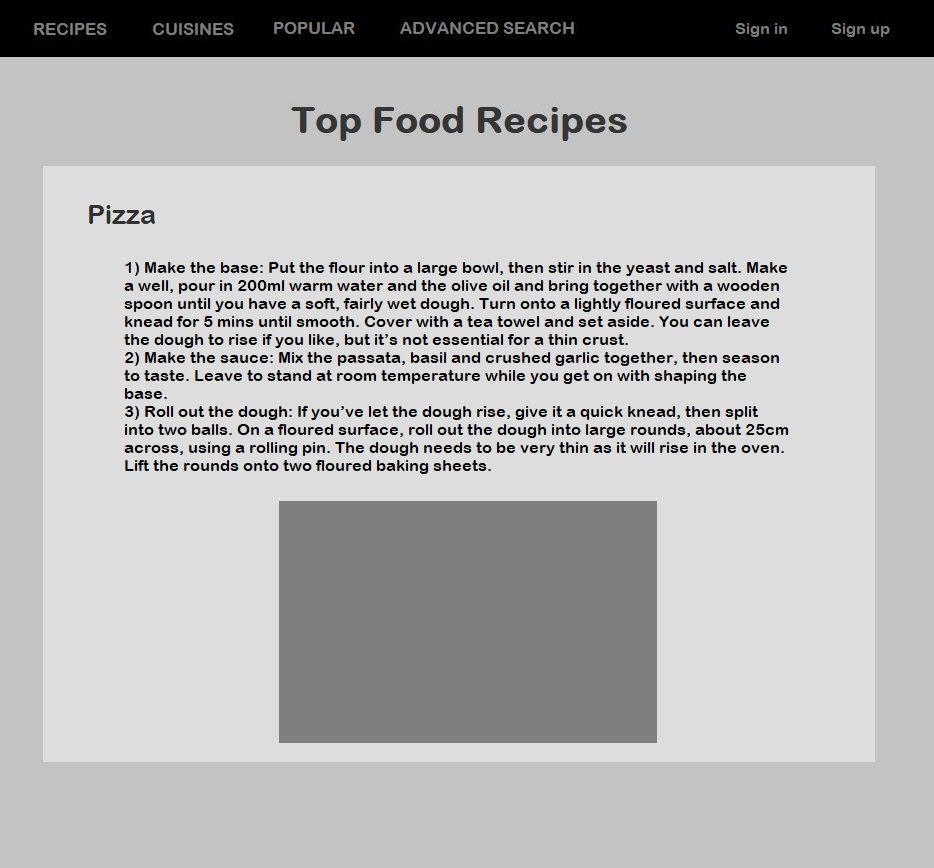 RECIPES CUISINES POPULAR ADVANCED SEARCH Sign in Sign up
Top Food Recipes
Pizza
1) Make the base: Put the flour into a large bowl, then stir in the yeast and salt. Make
a well, pour in 200ml warm water and the olive oil and bring together with a wooden
spoon until you have a soft, fairly wet dough. Turn onto a lightly floured surface and
knead for 5 mins until smooth. Cover with a tea towel and set aside. You can leave
the dough to rise if you like, but it’s not essential for a thin crust.
2) Make the sauce: Mix the passata, basil and crushed garlic together, then season
to taste. Leave to stand at room temperature while you get on with shaping the
base.
3) Roll out the dough: If you’ve let the dough rise, give it a quick knead, then split
into two balls. On a floured surface, roll out the dough into large rounds, about 25cm
across, using a rolling pin. The dough needs to be very thin as it will rise in the oven.
Lift the rounds onto two floured baking sheets.